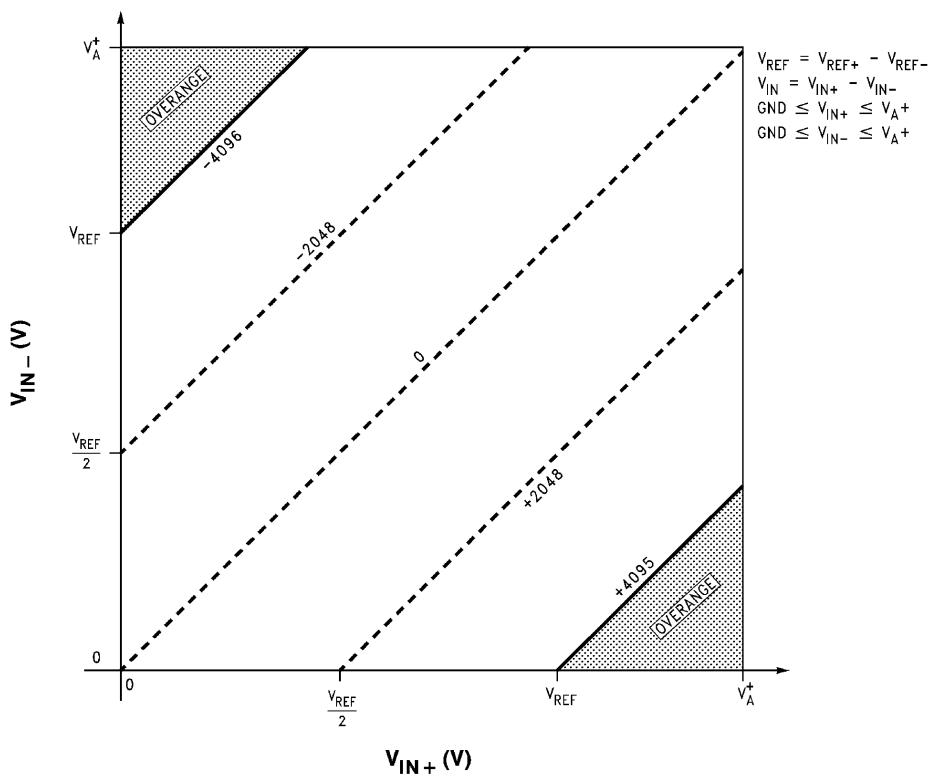 V_A^+
V_REF = V_REF+ - V_REF-
V_IN = V_IN+ - V_IN-
GND ≤ V_IN+ ≤ V_A+
GND ≤ V_IN- ≤ V_A+
OVERANGE
-4096
V_REF
-2048
0
V_IN- (V)
V_REF
2
+2048
+4095
OVERANGE
0
0
V_REF
2
V_REF
V_A^+
V_IN+ (V)